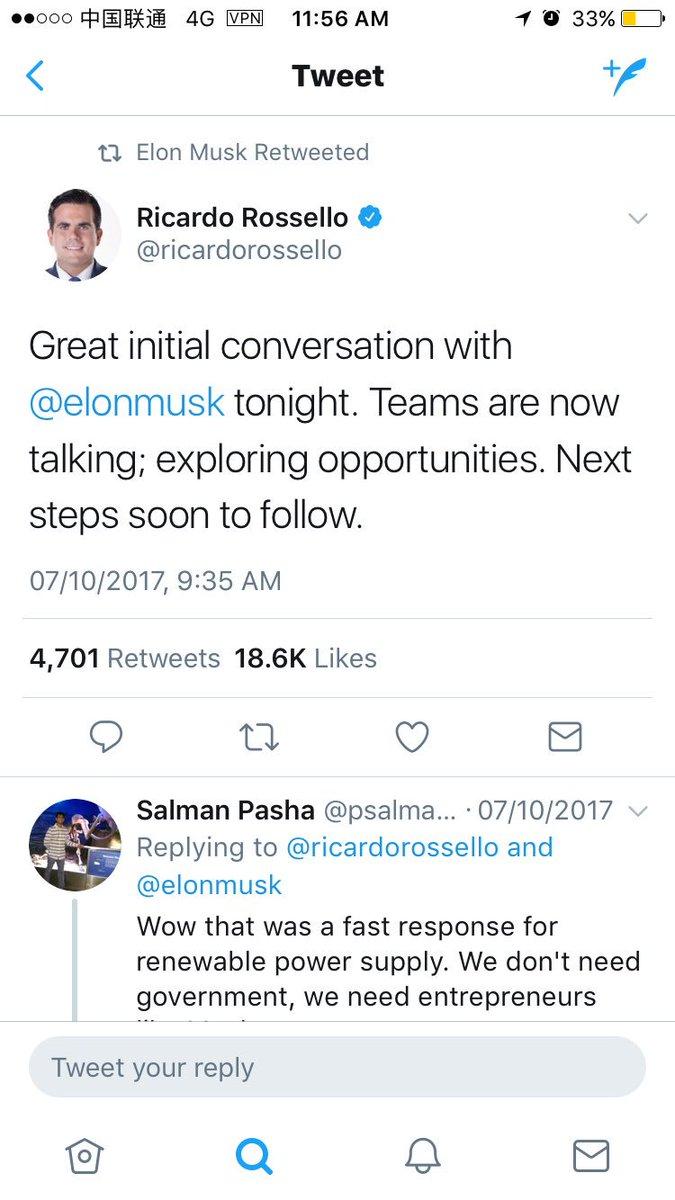 中国联通 4G VPN 11:56 AM 33%
Tweet
Elon Musk Retweeted
Ricardo Rossello
@ricardorossello
Great initial conversation with
@elonmusk tonight. Teams are now
talking; exploring opportunities. Next
steps soon to follow.
07/10/2017, 9:35 AM
4,701 Retweets 18.6K Likes
Salman Pasha @psalma... · 07/10/2017
Replying to @ricardorossello and
@elonmusk
Wow that was a fast response for
renewable power supply. We don't need
government, we need entrepreneurs
Tweet your reply